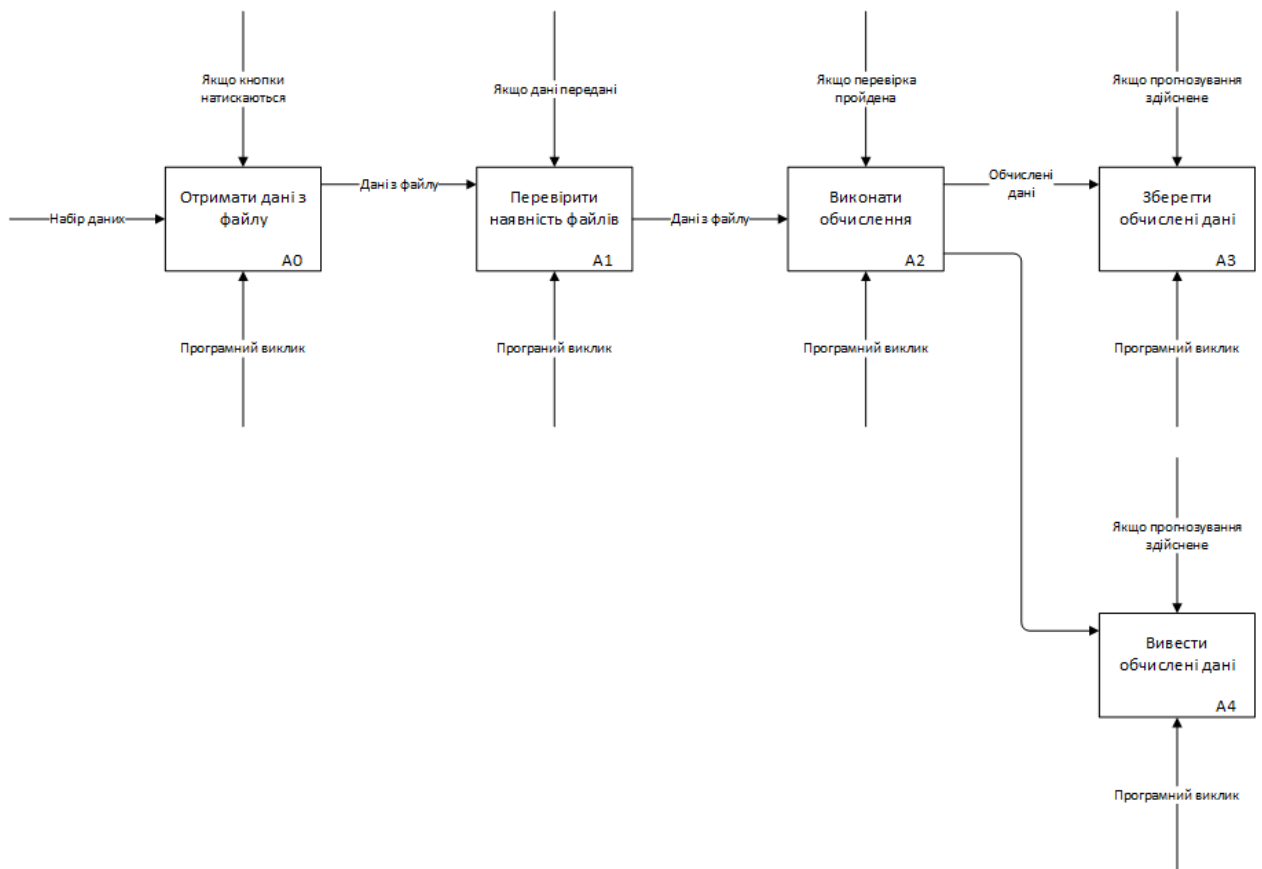 Якщо кнопки
натискаються
Якщо дані передані
Якщо перевірка
пройдена
Якщо прогнозування
здійснене
Набір даних
Отримати дані з
файлу
A0
Дані з файлу
Перевірити
наявність файлів
A1
Дані з файлу
Виконати
обчислення
A2
Обчислені
дані
Зберегти
обчислені дані
A3
Програмний виклик
Програний виклик
Програмний виклик
Програмний виклик
Якщо прогнозування
здійснене
Вивести
обчислені дані
A4
Програмний виклик